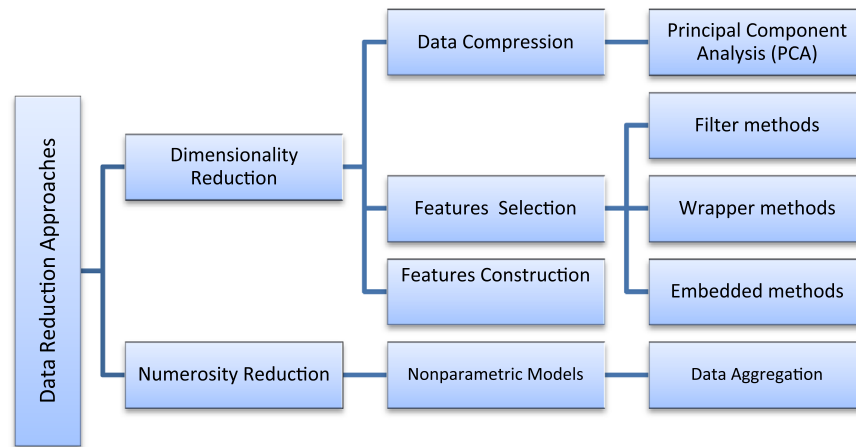 Data Reduction Approaches
Dimensionality
Reduction
Data Compression
Principal Component
Analysis (PCA)
Features Selection
Filter methods
Wrapper methods
Embedded methods
Features Construction
Numerosity Reduction
Nonparametric Models
Data Aggregation